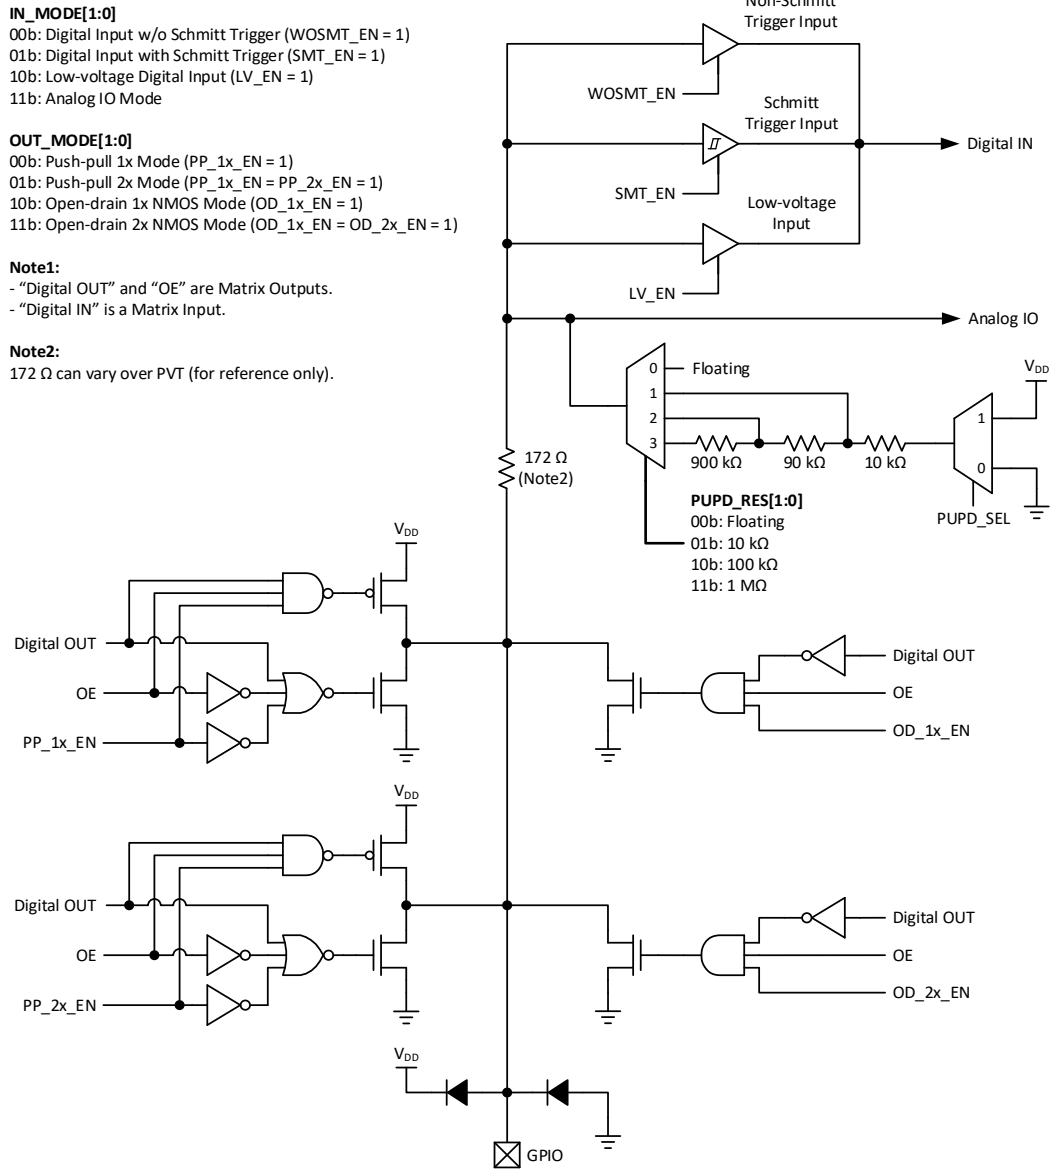 IN_MODE[1:0]
00b: Digital Input w/o Schmitt Trigger (WOSMT_EN = 1)
01b: Digital Input with Schmitt Trigger (SMT_EN = 1)
10b: Low-voltage Digital Input (LV_EN = 1)
11b: Analog IO Mode
OUT_MODE[1:0]
00b: Push-pull 1x Mode (PP_1x_EN = 1)
01b: Push-pull 2x Mode (PP_1x_EN = PP_2x_EN = 1)
10b: Open-drain 1x NMOS Mode (OD_1x_EN = 1)
11b: Open-drain 2x NMOS Mode (OD_1x_EN = OD_2x_EN = 1)
Note1:
- “Digital OUT” and “OE” are Matrix Outputs.
- “Digital IN” is a Matrix Input.
Note2:
172 Ω can vary over PVT (for reference only).
Non-Schmitt
Trigger Input
WOSMT_EN
Schmitt
Trigger Input
Digital IN
SMT_EN
Low-voltage
Input
LV_EN
Analog IO
0
Floating
1
2
3
900 kΩ
90 kΩ
10 kΩ
VDD
1
0
PUPD_SEL
172 Ω
(Note2)
PUPD_RES[1:0]
00b: Floating
01b: 10 kΩ
10b: 100 kΩ
11b: 1 MΩ
VDD
Digital OUT
OE
PP_1x_EN
Digital OUT
OE
OD_1x_EN
VDD
Digital OUT
OE
PP_2x_EN
Digital OUT
OE
OD_2x_EN
VDD
GPIO